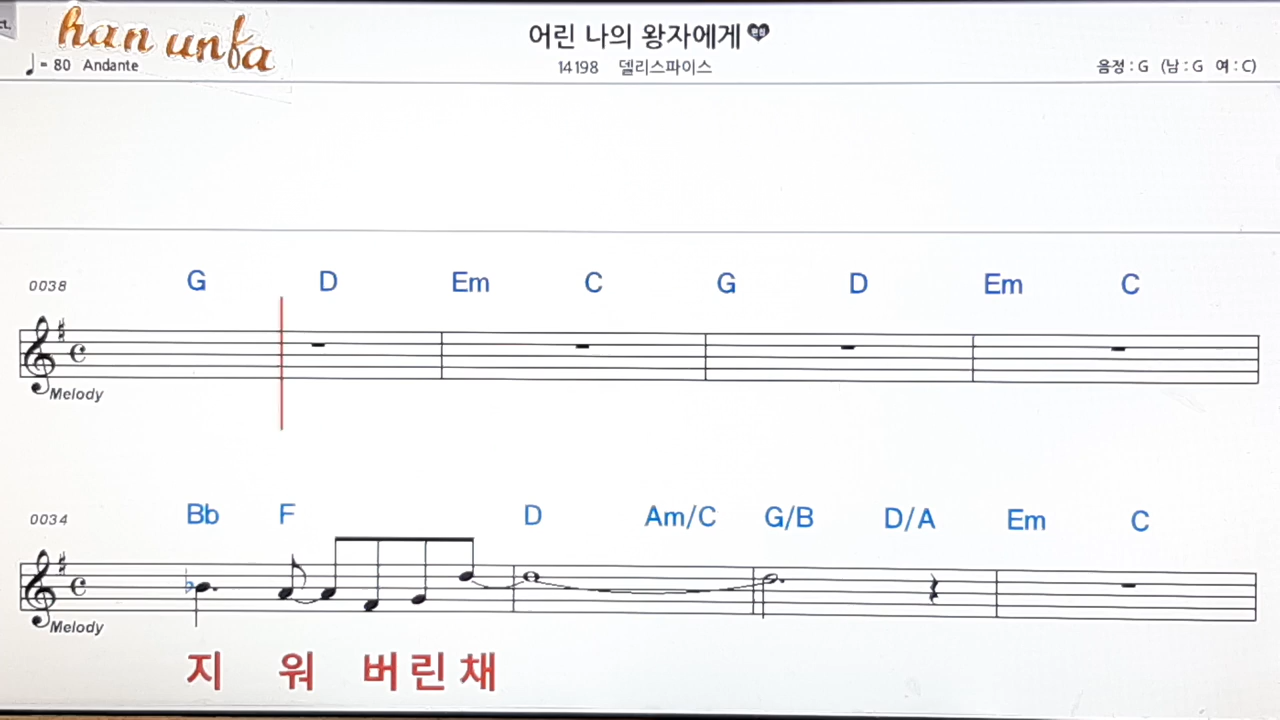 han unfa
어린 나의 왕자에게
♩= 80 Andante
14198 델리스파이스
음정 : G (남 : G 여 : C)
0038
G D Em C G D Em C
Melody
0034
Bb F D Am/C G/B D/A Em C
Melody
지 워 버 린 채